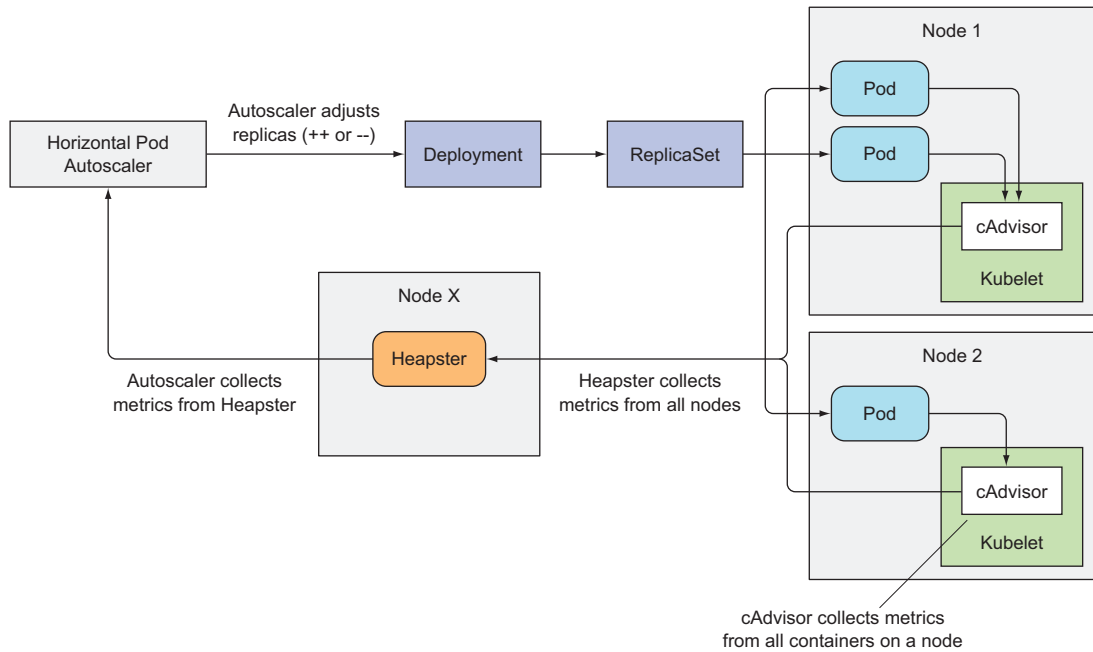 Node 1
Pod
Autoscaler adjusts
replicas (++ or --)
Horizontal Pod
Autoscaler
Deployment
ReplicaSet
Pod
cAdvisor
Kubelet
Node X
Heapster
Autoscaler collects
metrics from Heapster
Heapster collects
metrics from all nodes
Node 2
Pod
cAdvisor
Kubelet
cAdvisor collects metrics
from all containers on a node